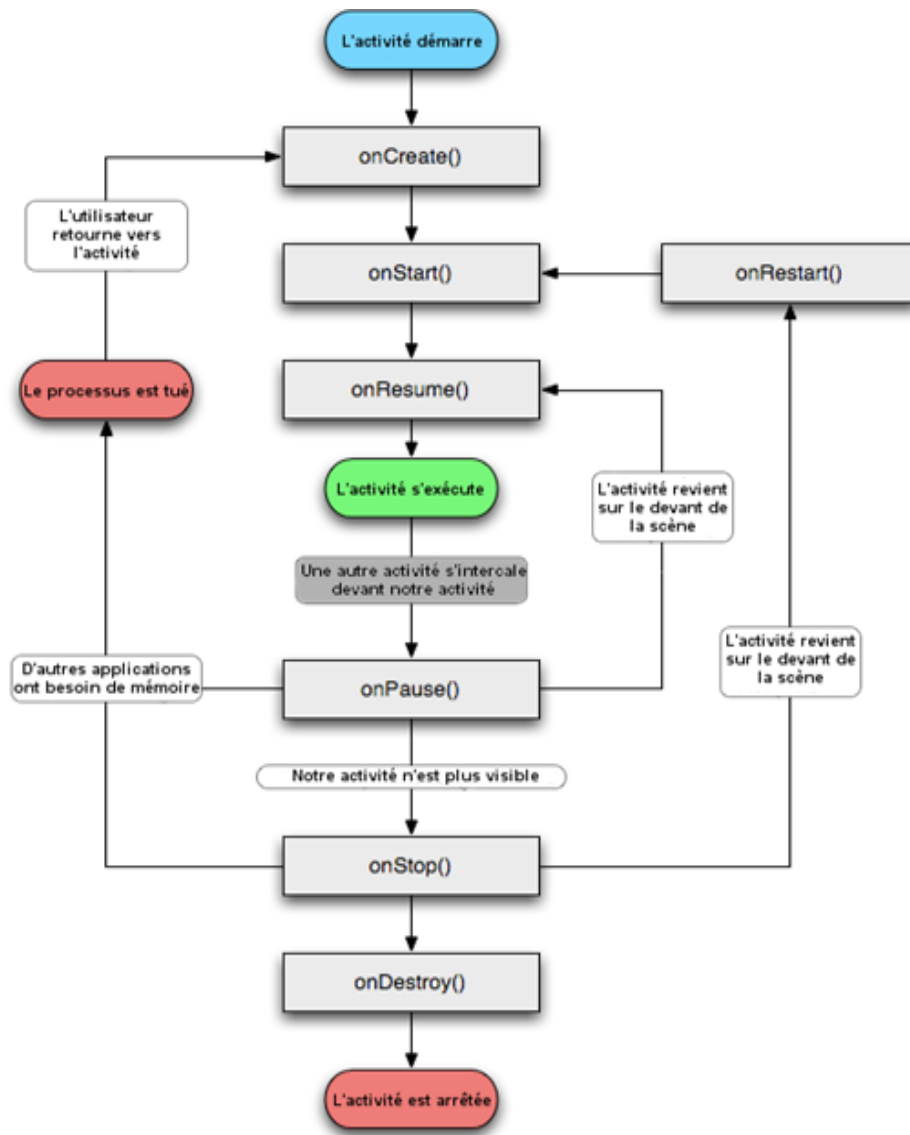 L'activité démarre
onCreate()
L'utilisateur
retourne vers
l'activité
onStart()
onRestart()
Le processus est tué
onResume()
L'activité s'exécute
L'activité revient
sur le devant de
la scène
Une autre activité s'intercale
devant notre activité
D'autres applications
ont besoin de mémoire
onPause()
L'activité revient
sur le devant de
la scène
Notre activité n'est plus visible
onStop()
onDestroy()
L'activité est arrêtée